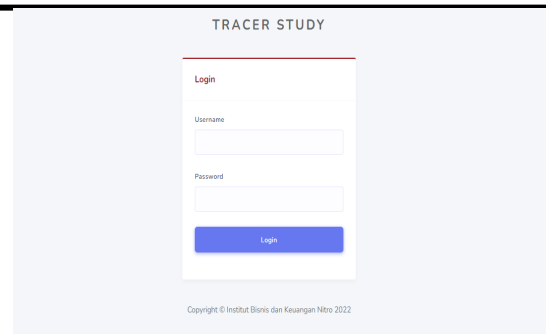 TRACER STUDY
Login
Username
Password
Login
Copyright © Institut Bisnis dan Keuangan Nitro 2022